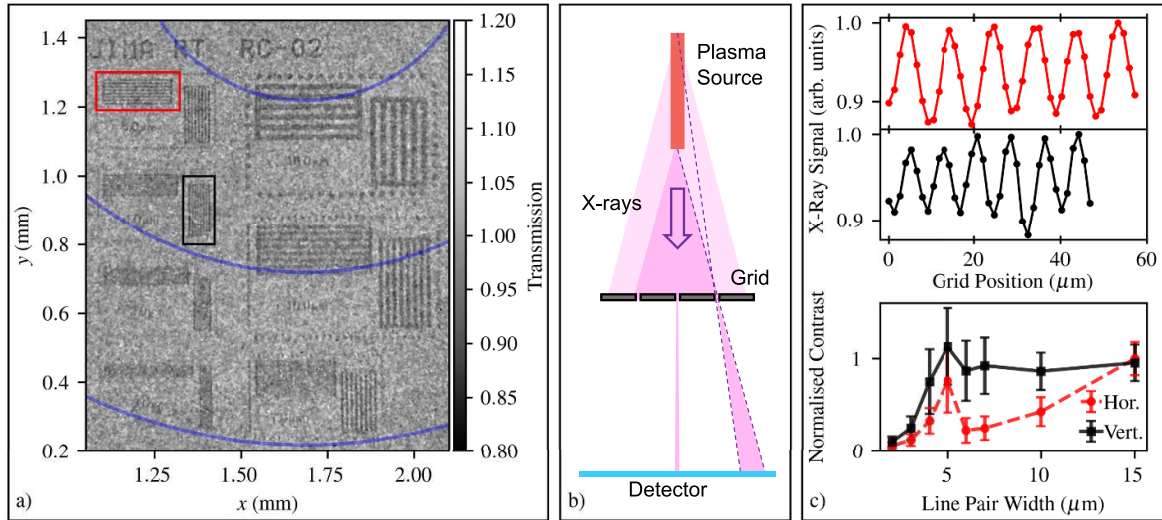 JIMA RT RC-02
y (mm)
1.4
1.2
1.0
0.8
0.6
0.4
0.2
1.25
1.50
1.75
2.00
x (mm)
a)
1.20
1.15
1.10
1.05
1.00
0.95
0.90
0.85
0.80
Transmission
Plasma
Source
X-rays
Grid
Detector
b)
X-Ray Signal (arb. units)
1.0
0.9
1.0
0.9
0
20
40
60
Grid Position (μm)
Normalised Contrast
1
0
Hor.
Vert.
5
10
15
Line Pair Width (μm)
c)